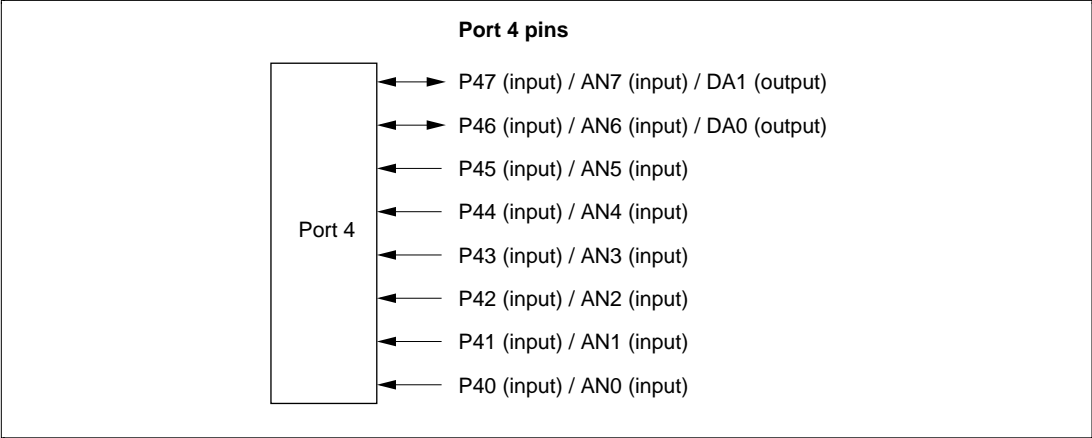 Port 4 pins
P47 (input) / AN7 (input) / DA1 (output)
P46 (input) / AN6 (input) / DA0 (output)
P45 (input) / AN5 (input)
P44 (input) / AN4 (input)
Port 4
P43 (input) / AN3 (input)
P42 (input) / AN2 (input)
P41 (input) / AN1 (input)
P40 (input) / AN0 (input)